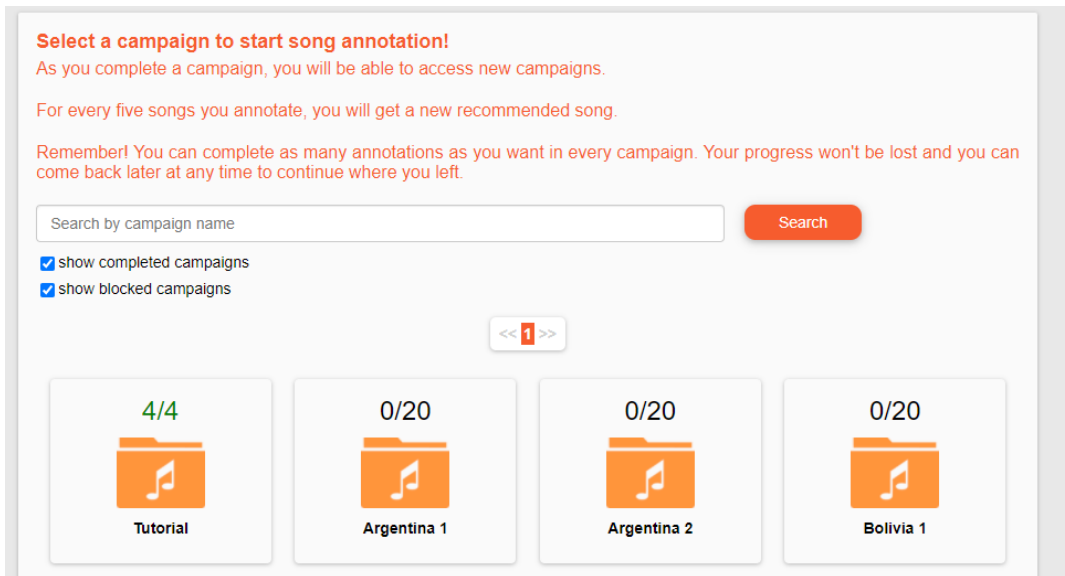 Select a campaign to start song annotation!
As you complete a campaign, you will be able to access new campaigns.
For every five songs you annotate, you will get a new recommended song.
Remember! You can complete as many annotations as you want in every campaign. Your progress won't be lost and you can
come back later at any time to continue where you left.
Search by campaign name
Search
show completed campaigns
show blocked campaigns
<< 1 >>
4/4
0/20
0/20
0/20
Tutorial
Argentina 1
Argentina 2
Bolivia 1